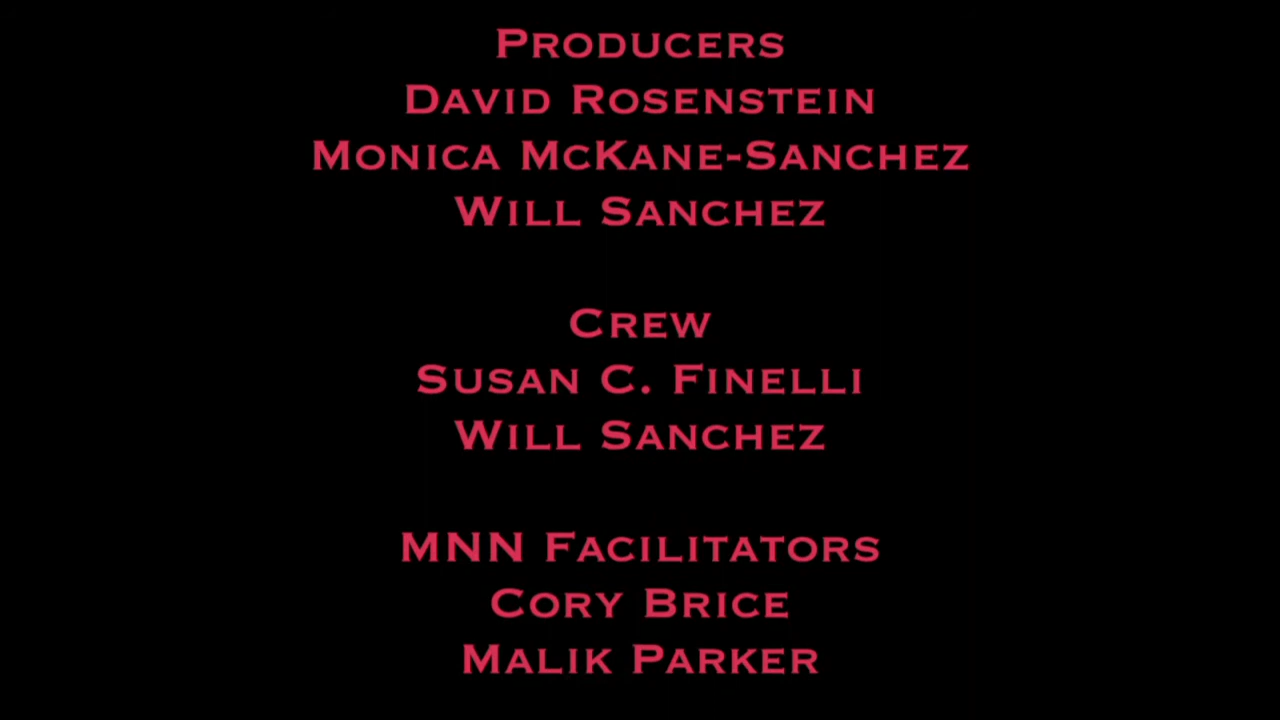 Producers
David Rosenstein
Monica McKane-Sanchez
Will Sanchez
Crew
Susan C. Finelli
Will Sanchez
MNN Facilitators
Cory Brice
Malik Parker